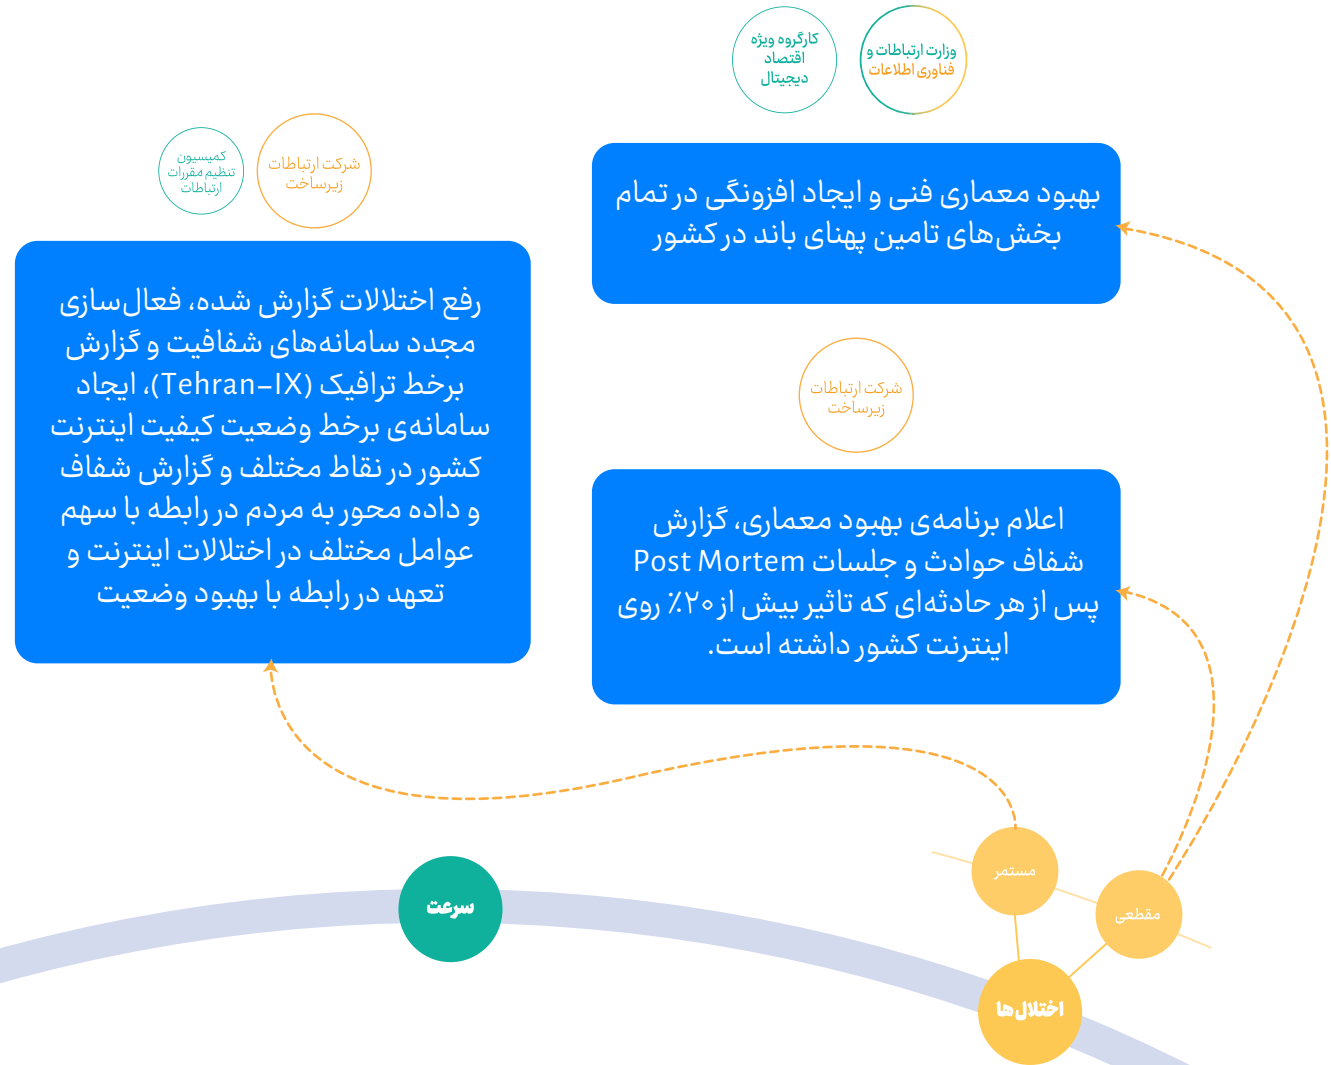 وزارت ارتباطات و
فناوری اطلاعات
کارگروه ویژه
اقتصاد
دیجیتال
بهبود معماری فنی و ایجاد افزونگی در تمام
بخش‌های تامین پهنای باند در کشور
شرکت ارتباطات
زیرساخت
اعلام برنامه‌ی بهبود معماری، گزارش
شفاف حوادث و جلسات Post Mortem
پس از هر حادثه‌ای که تاثیر بیش از ۲۰٪ روی
اینترنت کشور داشته است.
شرکت ارتباطات
زیرساخت
کمیسیون
تنظیم مقررات
ارتباطات
رفع اختلالات گزارش شده، فعال‌سازی
مجدد سامانه‌های شفافیت و گزارش
برخط ترافیک (Tehran-IX)، ایجاد
سامانه‌ی برخط وضعیت کیفیت اینترنت
کشور در نقاط مختلف و گزارش شفاف
و داده محور به مردم در رابطه با سهم
عوامل مختلف در اختلالات اینترنت و
تعهد در رابطه با بهبود وضعیت
مقطعی
مستمر
اختلال‌ها
سرعت